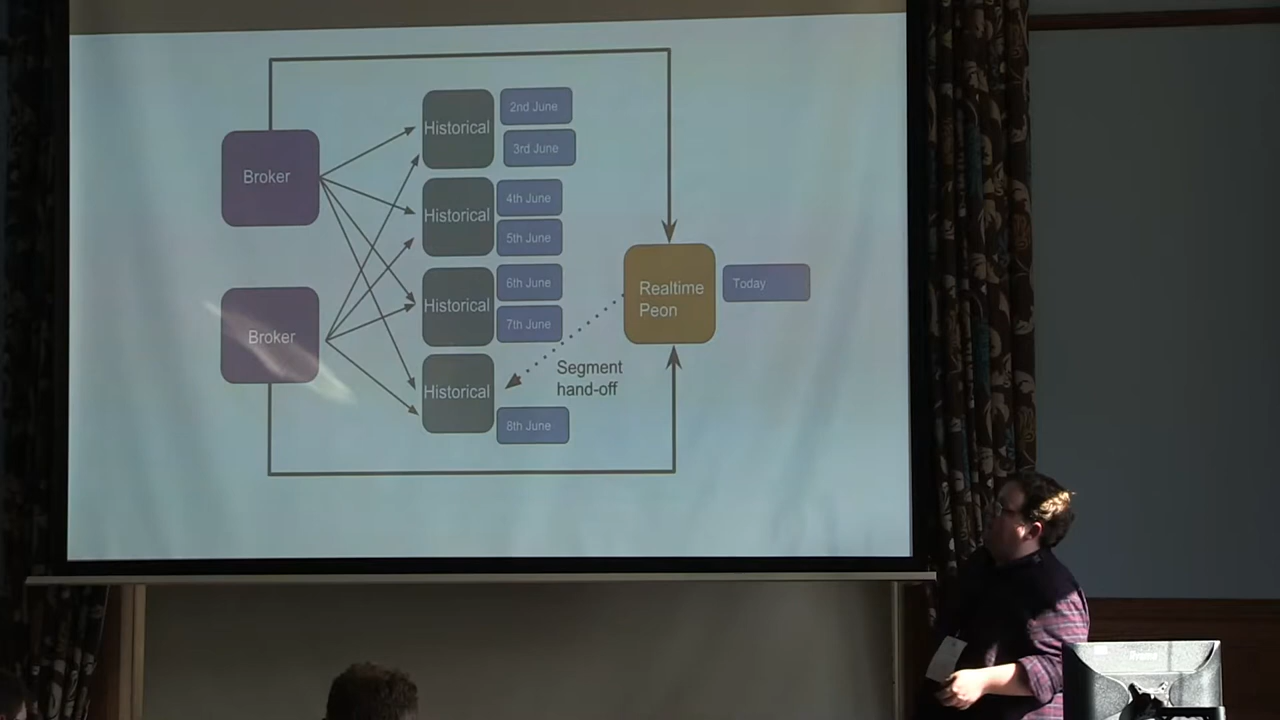 Broker
Broker
Historical
2nd June
3rd June
Historical
4th June
5th June
Historical
6th June
7th June
Historical
8th June
Segment
hand-off
Realtime
Peon
Today